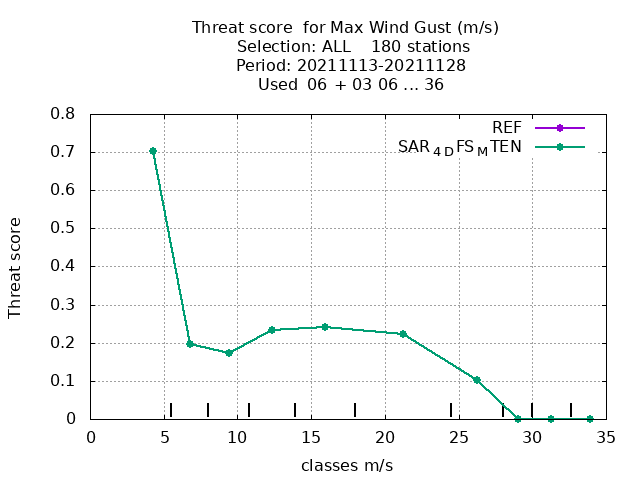 Threat score  for Max Wind Gust (m/s)
Selection: ALL    180 stations
Period: 20211113-20211128
Used  06 + 03 06 ... 36
REF
SAR4DFSMTEN
0.8
0.7
0.6
0.5
0.4
0.3
0.2
0.1
0
Threat score
0 5 10 15 20 25 30 35
classes m/s